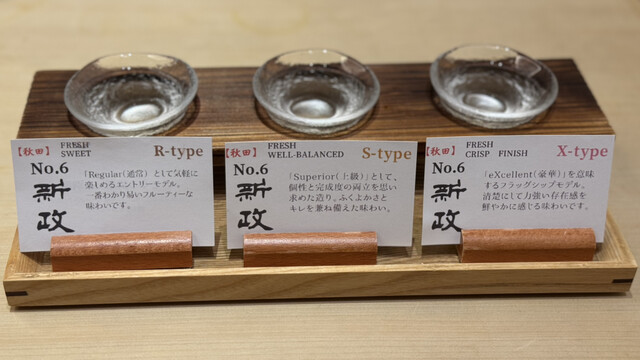 【秋田】 FRESH
SWEET R-type
No.6
新政
「Regular(通常)」として気軽に
楽しめるエントリーモデル。
一番わかり易いフルーティーな
味わいです。
【秋田】 FRESH
WELL-BALANCED S-type
No.6
新政
「Superior(上級)」として、
個性と完成度の両立を思い
求めた造り。ふくよかさと
キレを兼ね備えた味わい。
【秋田】 FRESH
CRISP FINISH X-type
No.6
新政
「eXcellent(豪華)」を意味
するフラッグシップモデル。
清楚にして力強い存在感を
鮮やかに感じる味わいです。